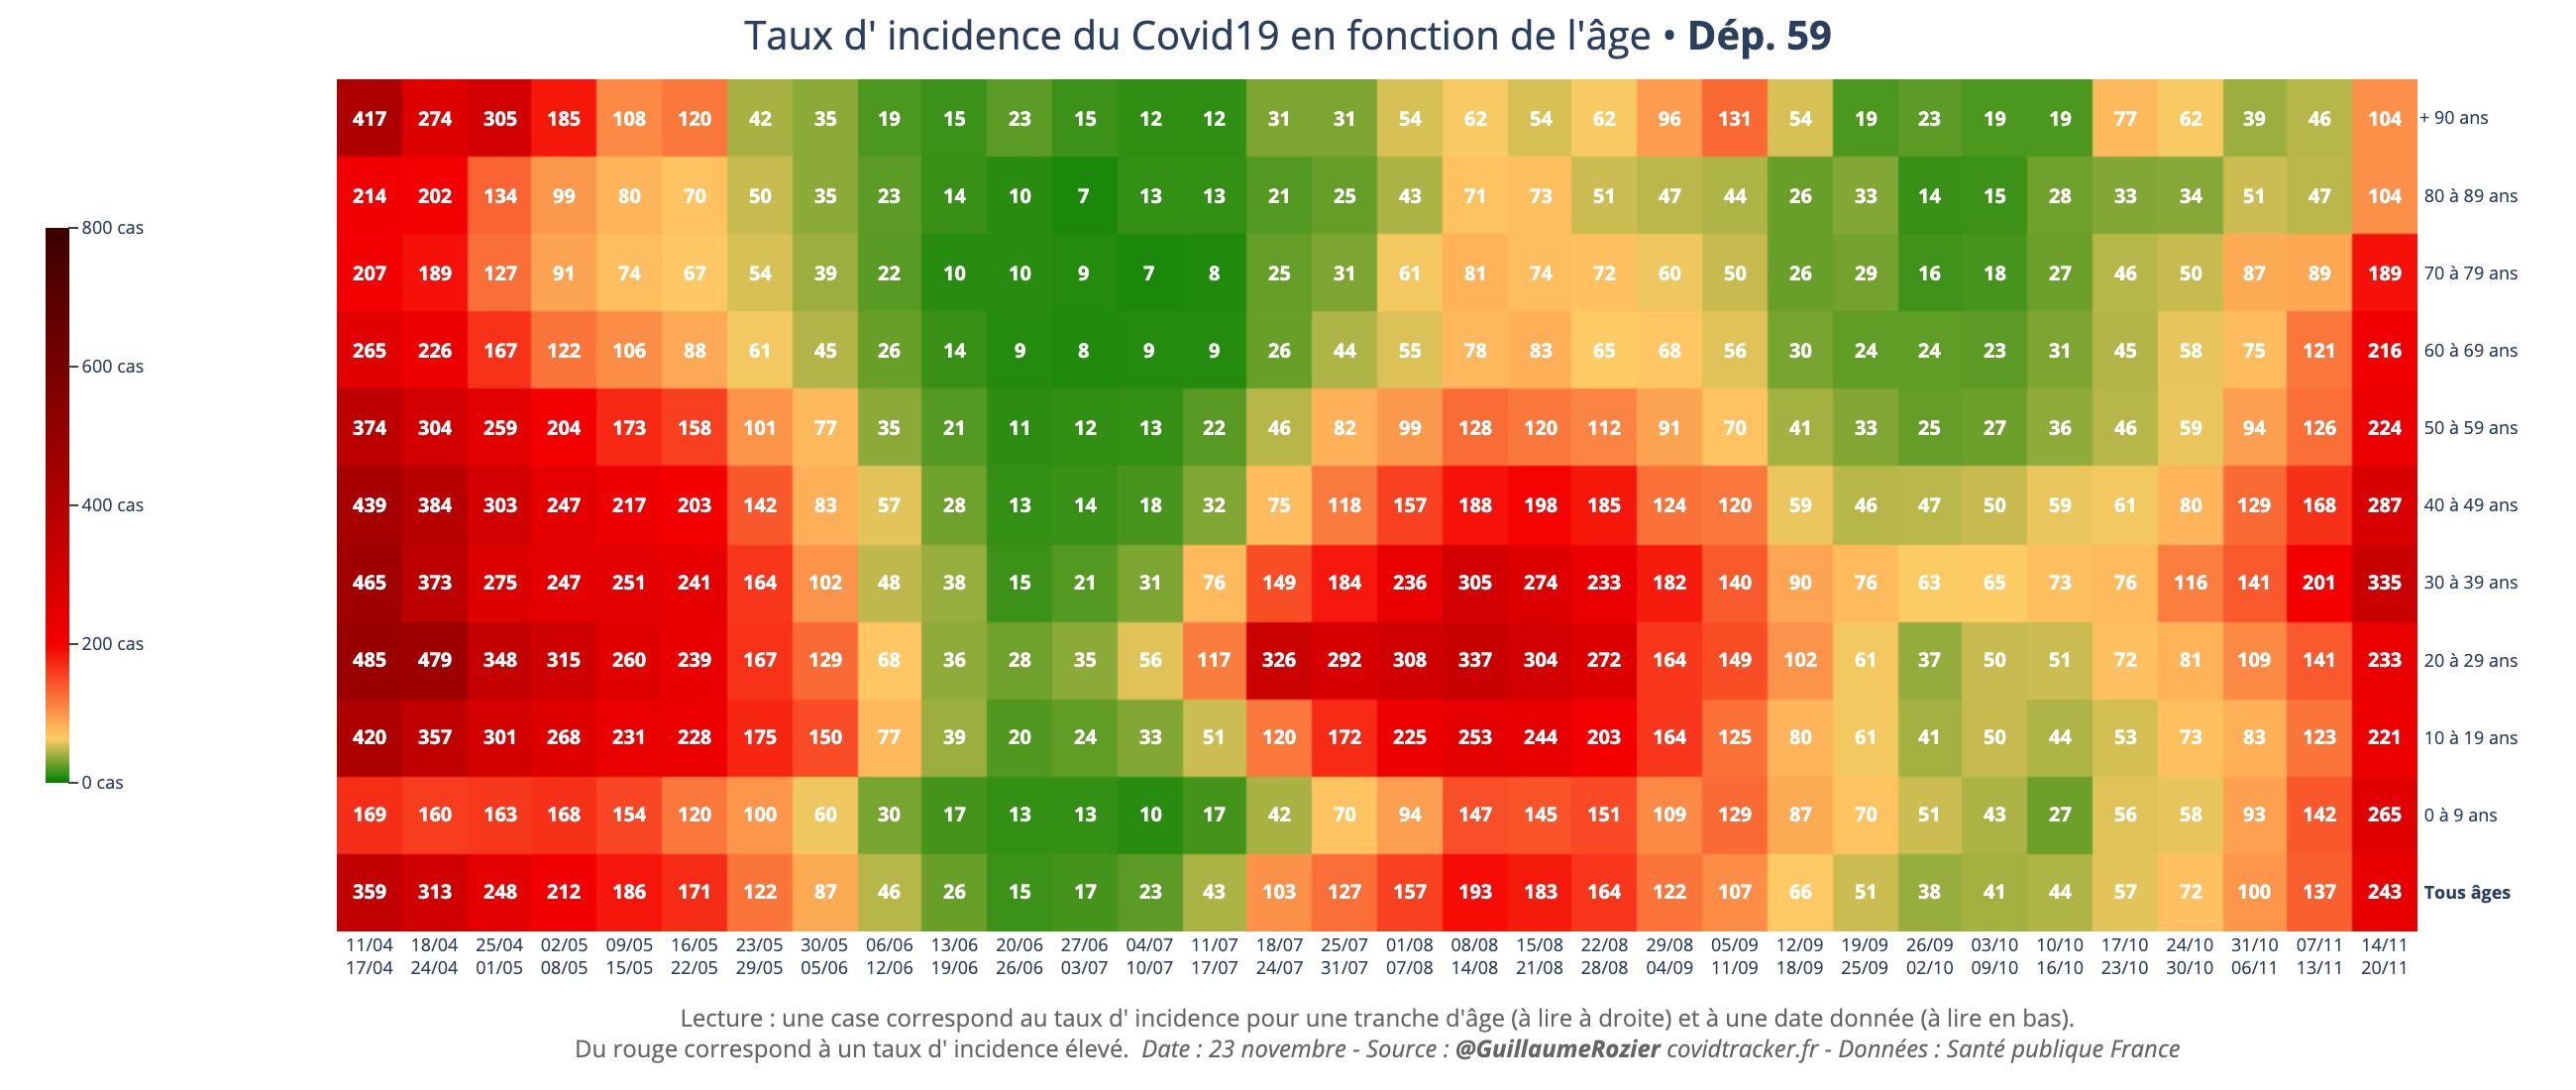 Taux d' incidence du Covid19 en fonction de l'âge • Dép. 59
800 cas
600 cas
400 cas
200 cas
0 cas
417 274 305 185 108 120 42 35 19 15 23 15 12 12 31 31 54 62 54 62 96 131 54 19 23 19 19 77 62 39 46 104 + 90 ans
214 202 134 99 80 70 50 35 23 14 10 7 13 13 21 25 43 71 73 51 47 44 26 33 14 15 28 33 34 51 47 104 80 à 89 ans
207 189 127 91 74 67 54 39 22 10 10 9 7 8 25 31 61 81 74 72 60 50 26 29 16 18 27 46 50 87 89 189 70 à 79 ans
265 226 167 122 106 88 61 45 26 14 9 8 9 9 26 44 55 78 83 65 68 56 30 24 24 23 31 45 58 75 121 216 60 à 69 ans
374 304 259 204 173 158 101 77 35 21 11 12 13 22 46 82 99 128 120 112 91 70 41 33 25 27 36 46 59 94 126 224 50 à 59 ans
439 384 303 247 217 203 142 83 57 28 13 14 18 32 75 118 157 188 198 185 124 120 59 46 47 50 59 61 80 129 168 287 40 à 49 ans
465 373 275 247 251 241 164 102 48 38 15 21 31 76 149 184 236 305 274 233 182 140 90 76 63 65 73 76 116 141 201 335 30 à 39 ans
485 479 348 315 260 239 167 129 68 36 28 35 56 117 326 292 308 337 304 272 164 149 102 61 37 50 51 72 81 109 141 233 20 à 29 ans
420 357 301 268 231 228 175 150 77 39 20 24 33 51 120 172 225 253 244 203 164 125 80 61 41 50 44 53 73 83 123 221 10 à 19 ans
169 160 163 168 154 120 100 60 30 17 13 13 10 17 42 70 94 147 145 151 109 129 87 70 51 43 27 56 58 93 142 265 0 à 9 ans
359 313 248 212 186 171 122 87 46 26 15 17 23 43 103 127 157 193 183 164 122 107 66 51 38 41 44 57 72 100 137 243 Tous âges
11/04 18/04 25/04 02/05 09/05 16/05 23/05 30/05 06/06 13/06 20/06 27/06 04/07 11/07 18/07 25/07 01/08 08/08 15/08 22/08 29/08 05/09 12/09 19/09 26/09 03/10 10/10 17/10 24/10 31/10 07/11 14/11
17/04 24/04 01/05 08/05 15/05 22/05 29/05 05/06 12/06 19/06 26/06 03/07 10/07 17/07 24/07 31/07 07/08 14/08 21/08 28/08 04/09 11/09 18/09 25/09 02/10 09/10 16/10 23/10 30/10 06/11 13/11 20/11
Lecture : une case correspond au taux d' incidence pour une tranche d'âge (à lire à droite) et à une date donnée (à lire en bas).
Du rouge correspond à un taux d' incidence élevé. Date : 23 novembre - Source : @GuillaumeRozier covidtracker.fr - Données : Santé publique France